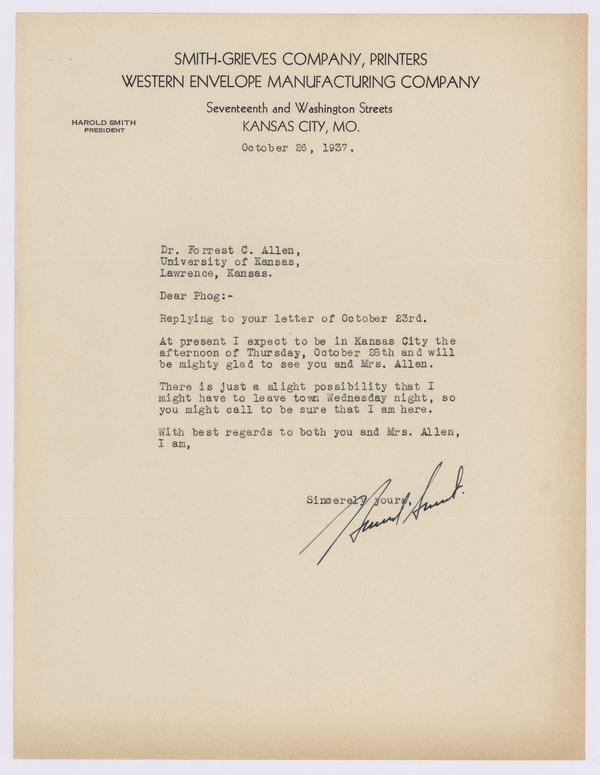 SMITH-GRIEVES COMPANY, PRINTERS
WESTERN ENVELOPE MANUFACTURING COMPANY
Seventeenth and Washington Streets
KANSAS CITY, MO.
HAROLD SMITH
PRESIDENT
October 26, 1937.
Dr. Forrest C. Allen,
University of Kansas,
Lawrence, Kansas.
Dear Phog:-
Replying to your letter of October 23rd.
At present I expect to be in Kansas City the
afternoon of Thursday, October 28th and will
be mighty glad to see you and Mrs. Allen.
There is just a slight possibility that I
might have to leave town Wednesday night, so
you might call to be sure that I am here.
With best regards to both you and Mrs. Allen,
I am,
Sincerely yours,
Harold Smith